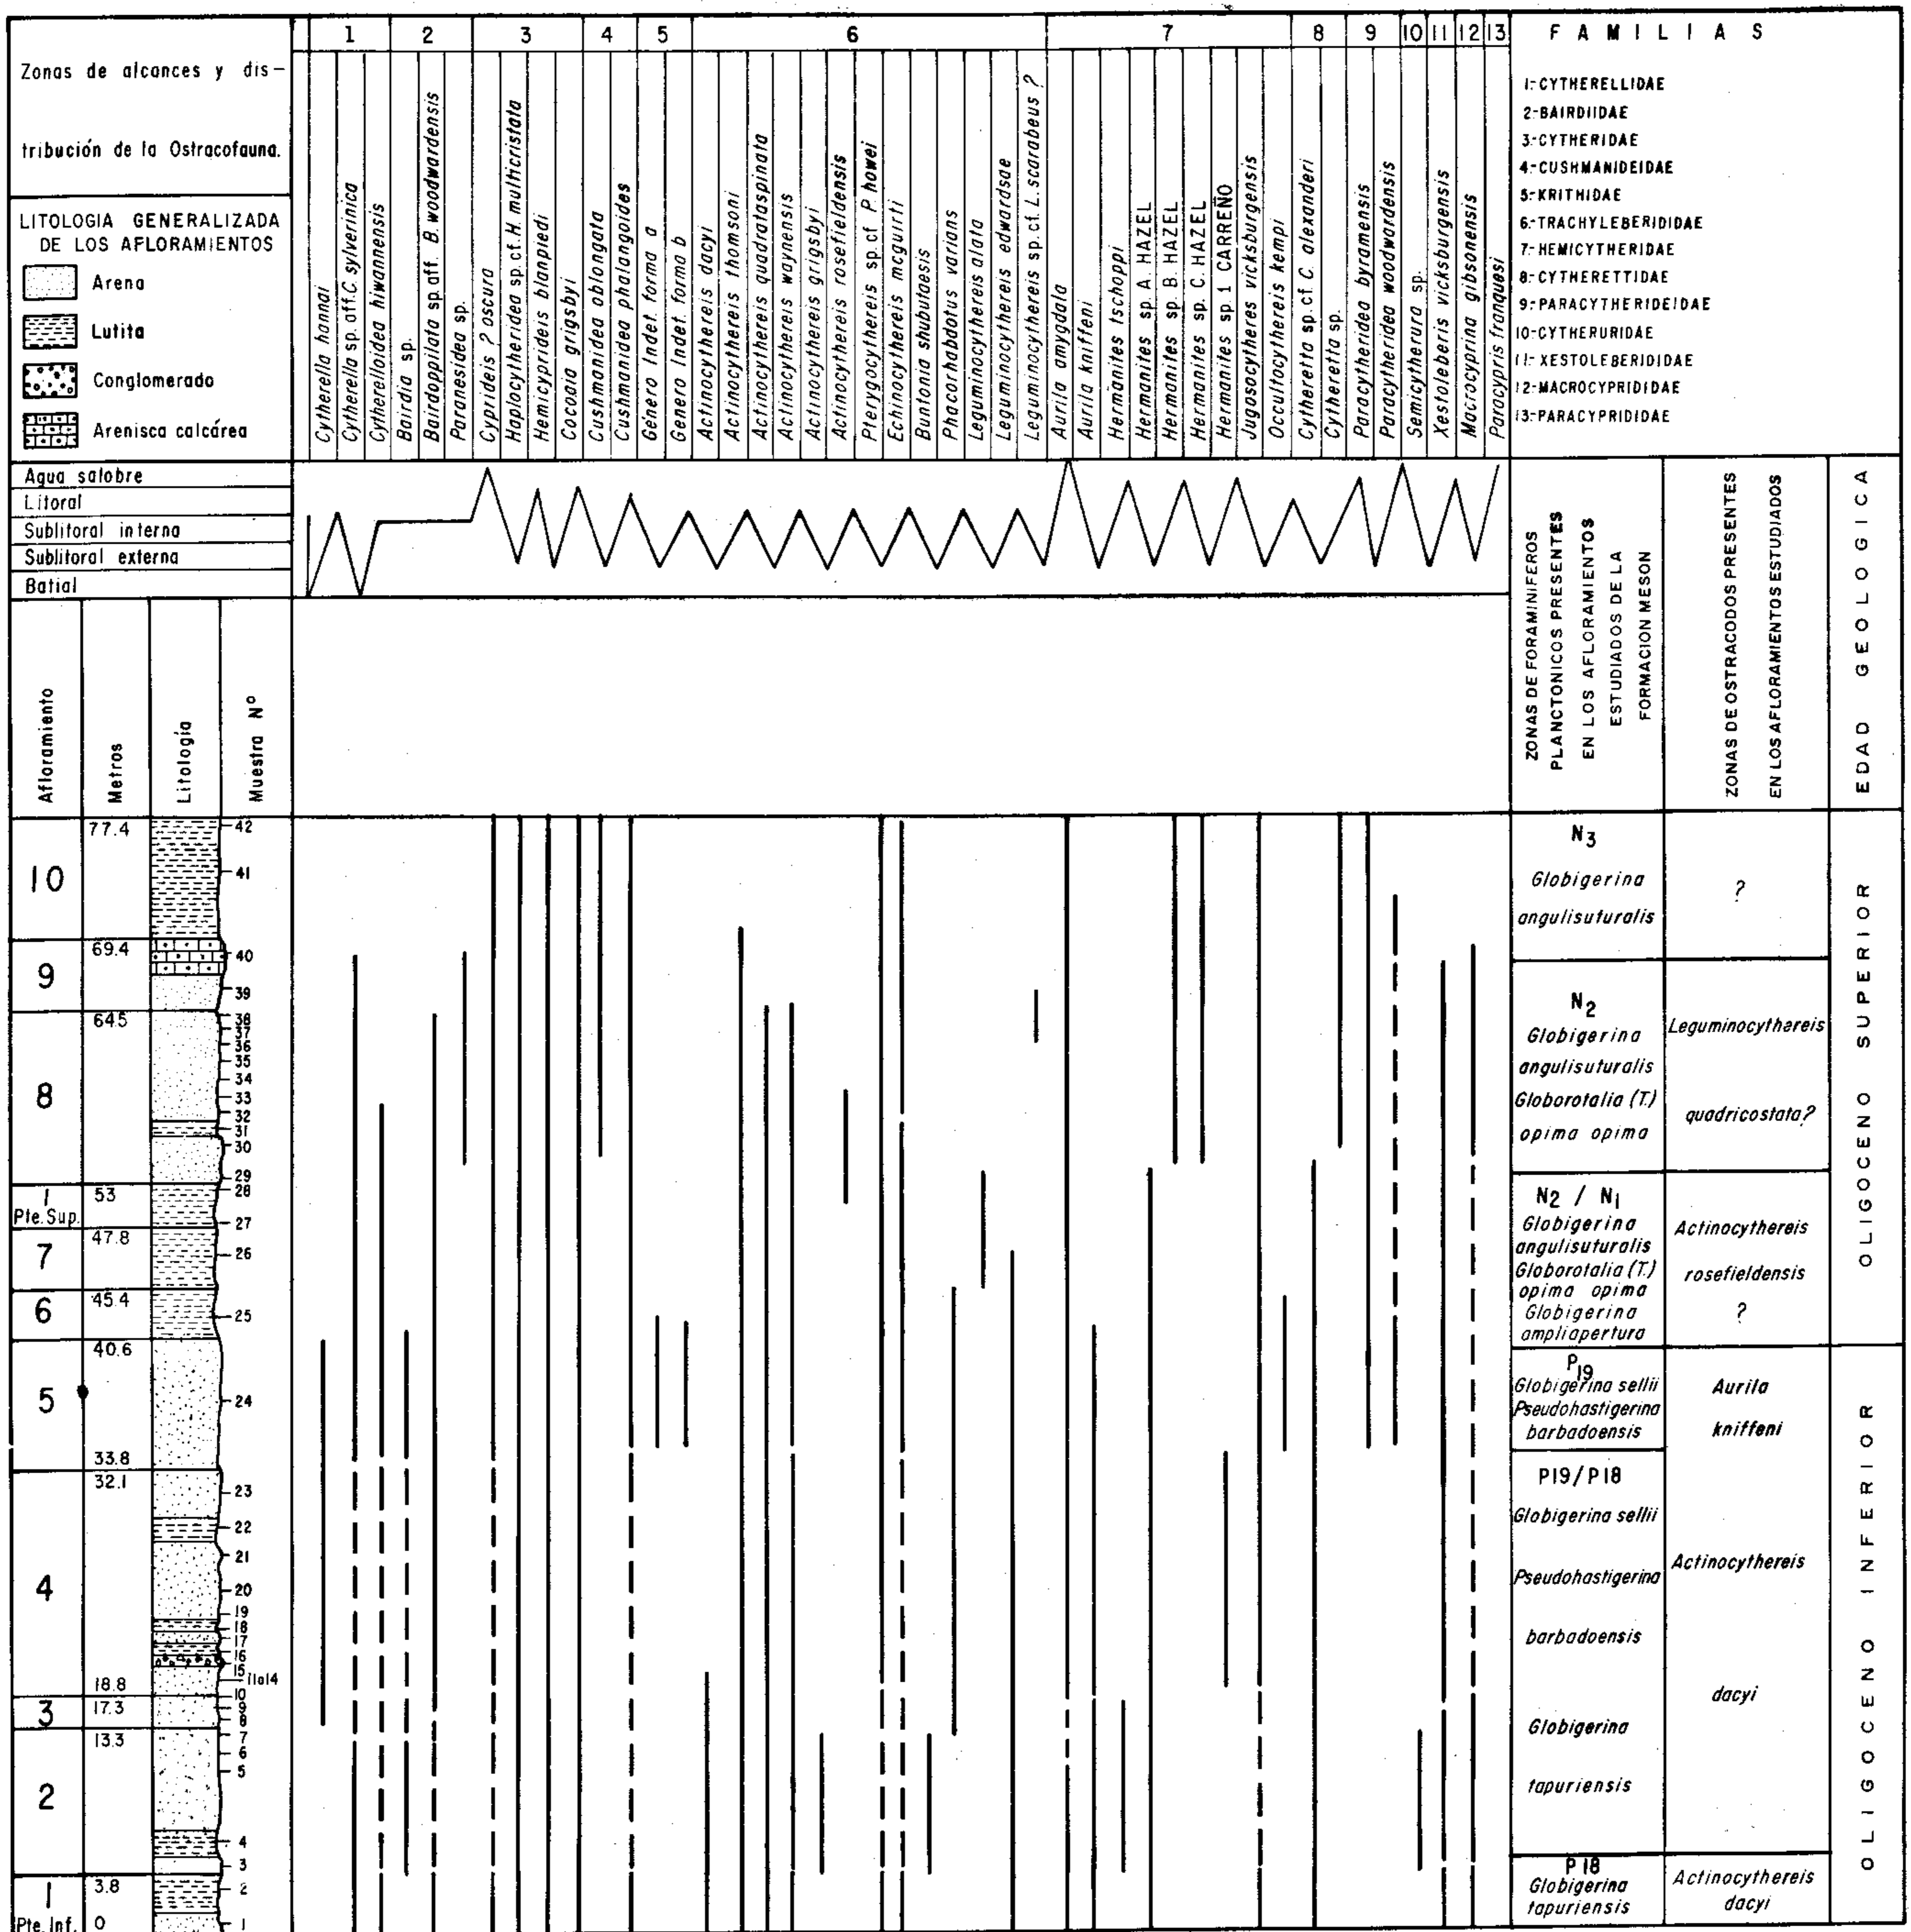 Zonas de alcances y dis-
tribución de la Ostracofauna.
LITOLOGIA GENERALIZADA
DE LOS AFLORAMIENTOS
Arena
Lutita
Conglomerado
Arenisca calcárea
1 2 3 4 5 6 7 8 9 10 11 12 13
Cytherella hannai
Cytherella sp. aff. C. sylverinica
Cytherelloidea hiwannensis
Bairdia sp.
Bairdoppilata sp. aff. B. woodwardensis
Paranesidea sp.
Cyprideis ? oscura
Haplocytheridea sp. cf. H. multicristata
Hemicyprideis blanpiedi
Cocoaia grigsbyi
Cushmanidea oblongata
Cushmanidea phalangoides
Género Indet. forma a
Genero Indet. forma b
Actinocythereis dacyi
Actinocythereis thomsoni
Actinocythereis quadrataspinata
Actinocythereis waynensis
Actinocythereis grigsbyi
Actinocythereis rosefieldensis
Pterygocythereis sp. cf P. howei
Echinocythereis mcguirti
Buntonia shubutaesis
Phacorhabdotus varians
Leguminocythereis alata
Leguminocythereis edwardsae
Leguminocythereis sp. cf. L. scarabeus ?
Aurila amygdala
Aurila kniffeni
Hermanites tschoppi
Hermanites sp. A. HAZEL
Hermanites sp. B. HAZEL
Hermanites sp. C. HAZEL
Hermanites sp. 1 CARREÑO
Jugosocytheres vicksburgensis
Occultocythereis kempi
Cytheretta sp. cf. C. alexanderi
Cytheretta sp.
Paracytheridea byramensis
Paracytheridea woodwardensis
Semicytherura sp.
Xestoleberis vicksburgensis
Macrocyprina gibsonensis
Paracypris franquesi
FAMILIAS
1:-CYTHERELLIDAE
2:-BAIRDIIDAE
3:-CYTHERIDAE
4:-CUSHMANIDEIDAE
5:-KRITHIDAE
6:-TRACHYLEBERIDIDAE
7:-HEMICYTHERIDAE
8:-CYTHERETTIDAE
9:-PARACYTHERIDEIDAE
10:-CYTHERURIDAE
11:-XESTOLEBERIDIDAE
12:-MACROCYPRIDIDAE
13:-PARACYPRIDIDAE
Agua salobre
Litoral
Sublitoral interna
Sublitoral externa
Batial
Afloramiento
Metros
Litología
Muestra Nº
ZONAS DE FORAMINIFEROS
PLANCTONICOS PRESENTES
EN LOS AFLORAMIENTOS
ESTUDIADOS DE LA
FORMACION MESON
ZONAS DE OSTRACODOS PRESENTES
EN LOS AFLORAMIENTOS ESTUDIADOS
EDAD GEOLOGICA
10
9
8
1
Pte. Sup.
7
6
5
4
3
2
1
Pte. Inf.
77.4
69.4
645
53
47.8
45.4
40.6
33.8
32.1
18.8
17.3
13.3
3.8
0
42
41
40
39
38
37
36
35
34
33
32
31
30
29
28
27
26
25
24
23
22
21
20
19
18
17
16
15
11a14
10
9
8
7
6
5
4
3
2
1
N3
Globigerina
angulisuturalis
N2
Globigerina
angulisuturalis
Globorotalia (T.)
opima opima
N2 / N1
Globigerina
angulisuturalis
Globorotalia (T.)
opima opima
Globigerina
ampliapertura
P19
Globigerina sellii
Pseudohastigerina
barbadoensis
P19/P18
Globigerina sellii
Pseudohastigerina
barbadoensis
Globigerina
tapuriensis
P18
Globigerina
tapuriensis
?
Leguminocythareis
quadricostata?
Actinocythereis
rosefieldensis
?
Aurila
kniffeni
Actinocythereis
dacyi
Actinocythereis
dacyi
OLIGOCENO SUPERIOR
OLIGOCENO INFERIOR